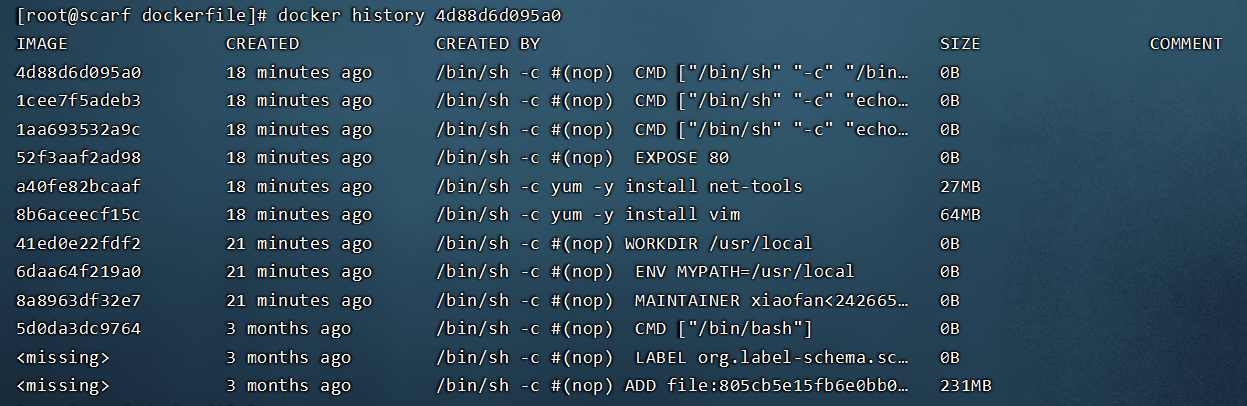 [root@scarf dockerfile]# docker history 4d88d6d095a0
IMAGE CREATED CREATED BY SIZE COMMENT
4d88d6d095a0 18 minutes ago /bin/sh -c #(nop)  CMD ["/bin/sh" "-c" "/bin… 0B
1cee7f5adeb3 18 minutes ago /bin/sh -c #(nop)  CMD ["/bin/sh" "-c" "echo… 0B
1aa693532a9c 18 minutes ago /bin/sh -c #(nop)  CMD ["/bin/sh" "-c" "echo… 0B
52f3aaf2ad98 18 minutes ago /bin/sh -c #(nop)  EXPOSE 80 0B
a40fe82bcaaf 18 minutes ago /bin/sh -c yum -y install net-tools 27MB
8b6aceecf15c 18 minutes ago /bin/sh -c yum -y install vim 64MB
41ed0e22fdf2 21 minutes ago /bin/sh -c #(nop) WORKDIR /usr/local 0B
6daa64f219a0 21 minutes ago /bin/sh -c #(nop)  ENV MYPATH=/usr/local 0B
8a8963df32e7 21 minutes ago /bin/sh -c #(nop)  MAINTAINER xiaofan<242665… 0B
5d0da3dc9764 3 months ago /bin/sh -c #(nop)  CMD ["/bin/bash"] 0B
<missing> 3 months ago /bin/sh -c #(nop)  LABEL org.label-schema.sc… 0B
<missing> 3 months ago /bin/sh -c #(nop) ADD file:805cb5e15fb6e0bb0… 231MB